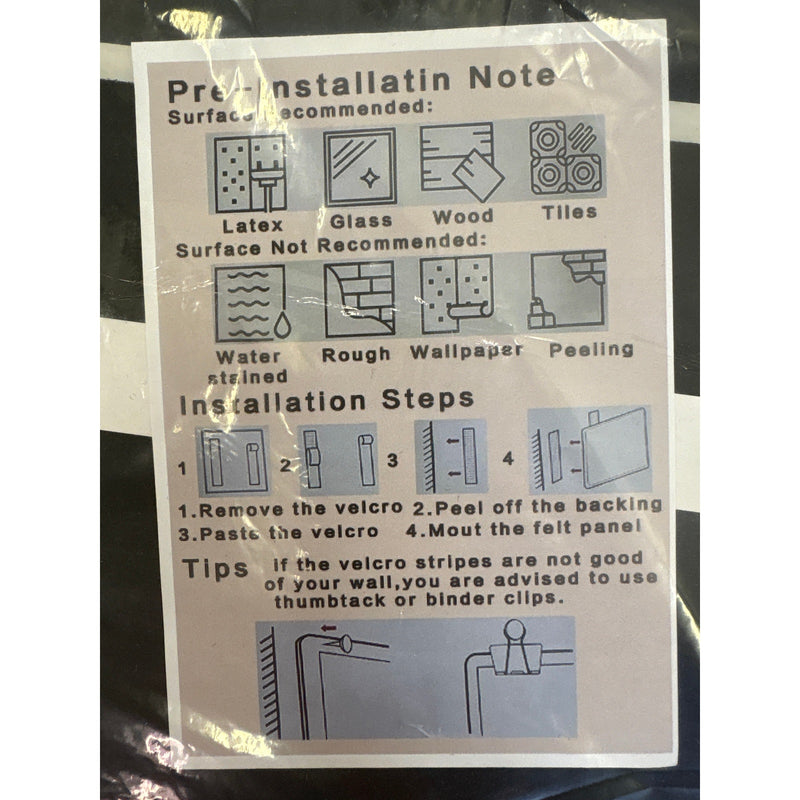 Pre-Installatin Note
Surface Recommended:
Latex Glass Wood Tiles
Surface Not Recommended:
Water stained Rough Wallpaper Peeling
Installation Steps
1 2 3 4
1.Remove the velcro 2.Peel off the backing
3.Paste the velcro 4.Mout the felt panel
Tips if the velcro stripes are not good
of your wall,you are advised to use
thumbtack or binder clips.